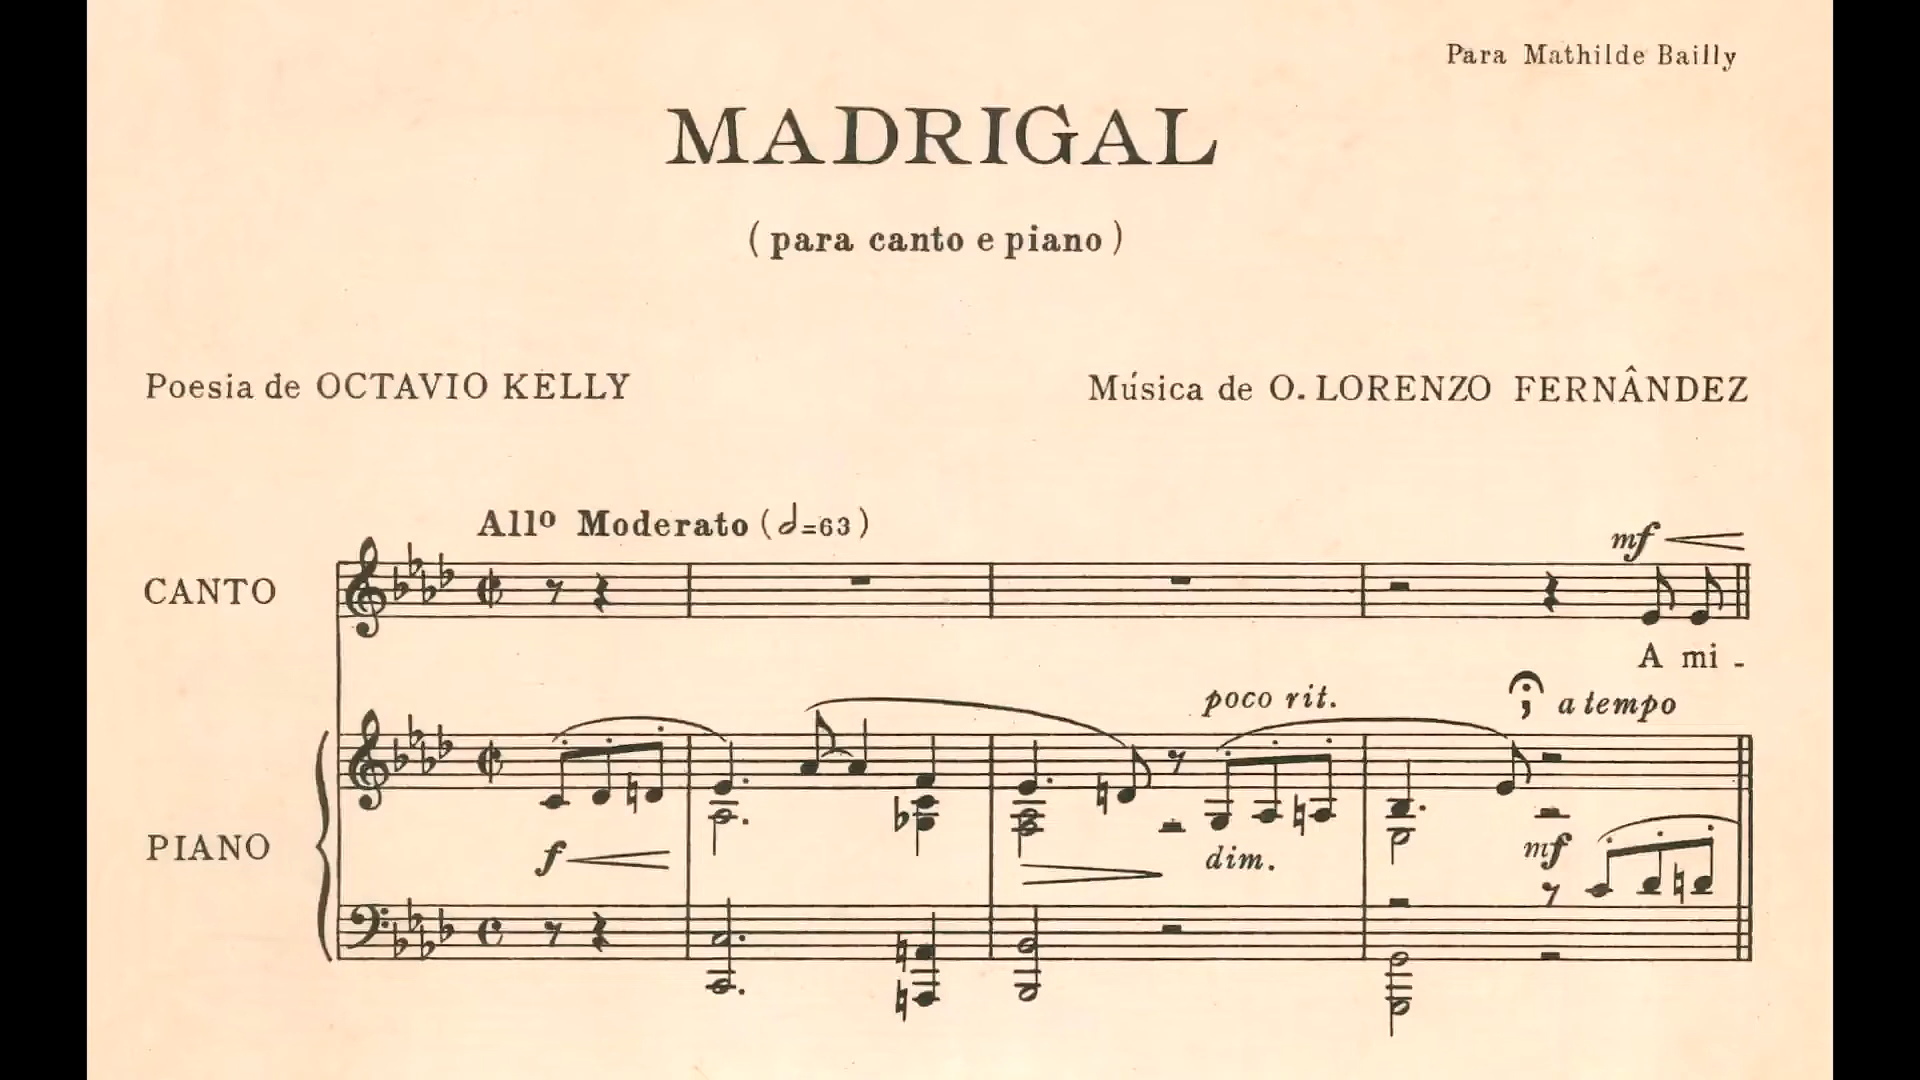 Para Mathilde Bailly
MADRIGAL
(para canto e piano)
Poesia de OCTAVIO KELLY
Música de O. LORENZO FERNÂNDEZ
Allº Moderato (𝅗𝅥=63)
mf
CANTO
A mi -
poco rit.
a tempo
PIANO
f
dim.
mf